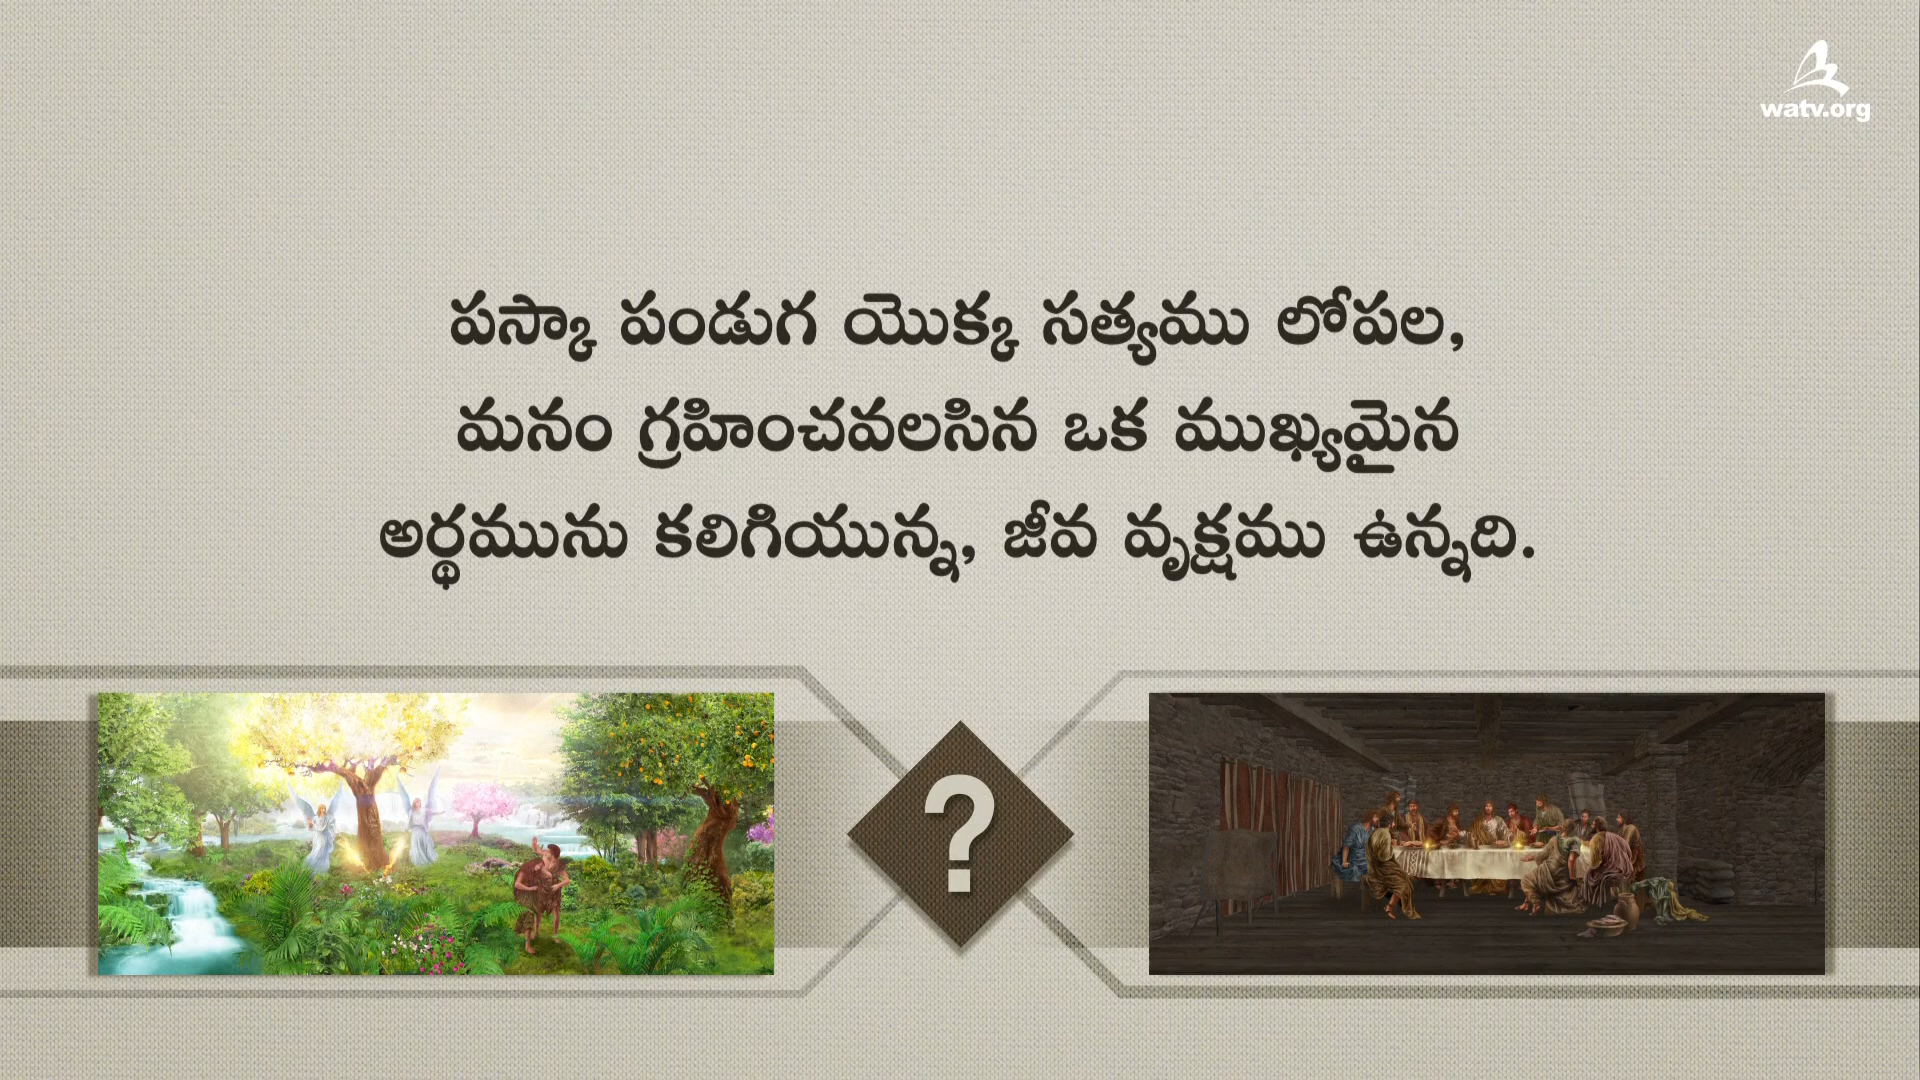 watv.org
పస్కా పండుగ యొక్క సత్యము లోపల,
మనం గ్రహించవలసిన ఒక ముఖ్యమైన
అర్థమును కలిగియున్న, జీవ వృక్షము ఉన్నది.
?